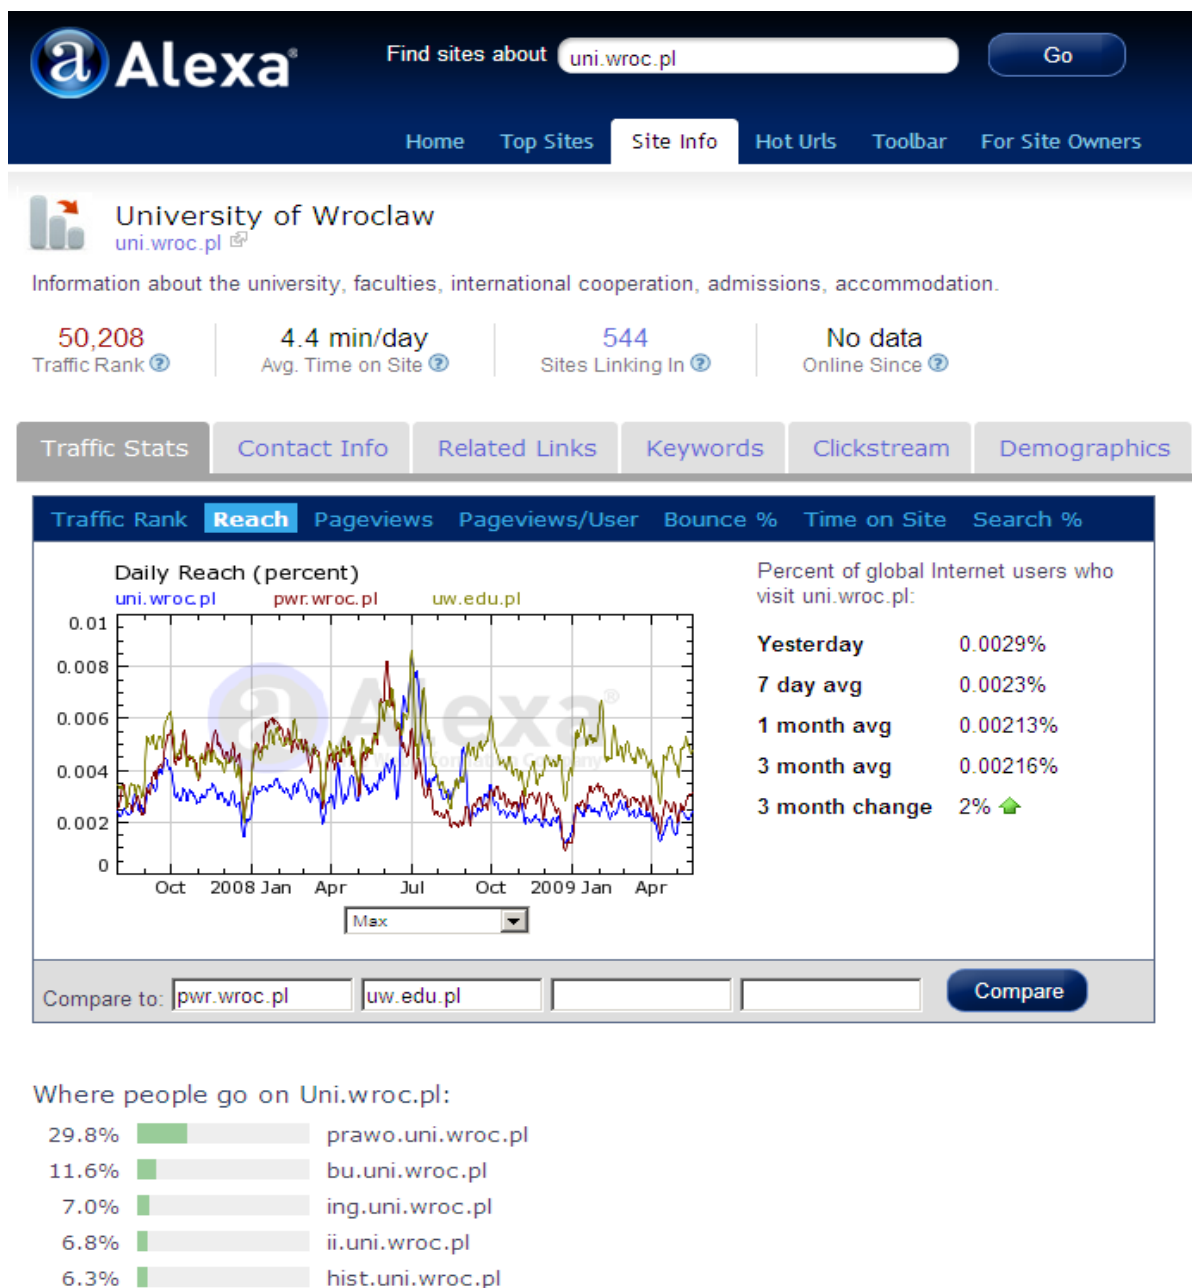 Alexa®
Find sites about uni.wroc.pl Go
Home Top Sites Site Info Hot Urls Toolbar For Site Owners
University of Wroclaw
uni.wroc.pl
Information about the university, faculties, international cooperation, admissions, accommodation.
50,208 4.4 min/day 544 No data
Traffic Rank ? Avg. Time on Site ? Sites Linking In ? Online Since ?
Traffic Stats Contact Info Related Links Keywords Clickstream Demographics
Traffic Rank Reach Pageviews Pageviews/User Bounce % Time on Site Search %
Daily Reach (percent)
uni.wroc.pl pwr.wroc.pl uw.edu.pl
0.01
0.008
0.006
0.004
0.002
0
Alexa®
Oct 2008 Jan Apr Jul Oct 2009 Jan Apr
Max
Percent of global Internet users who
visit uni.wroc.pl:
Yesterday 0.0029%
7 day avg 0.0023%
1 month avg 0.00213%
3 month avg 0.00216%
3 month change 2%
Compare to: pwr.wroc.pl uw.edu.pl Compare
Where people go on Uni.wroc.pl:
29.8% prawo.uni.wroc.pl
11.6% bu.uni.wroc.pl
7.0% ing.uni.wroc.pl
6.8% ii.uni.wroc.pl
6.3% hist.uni.wroc.pl